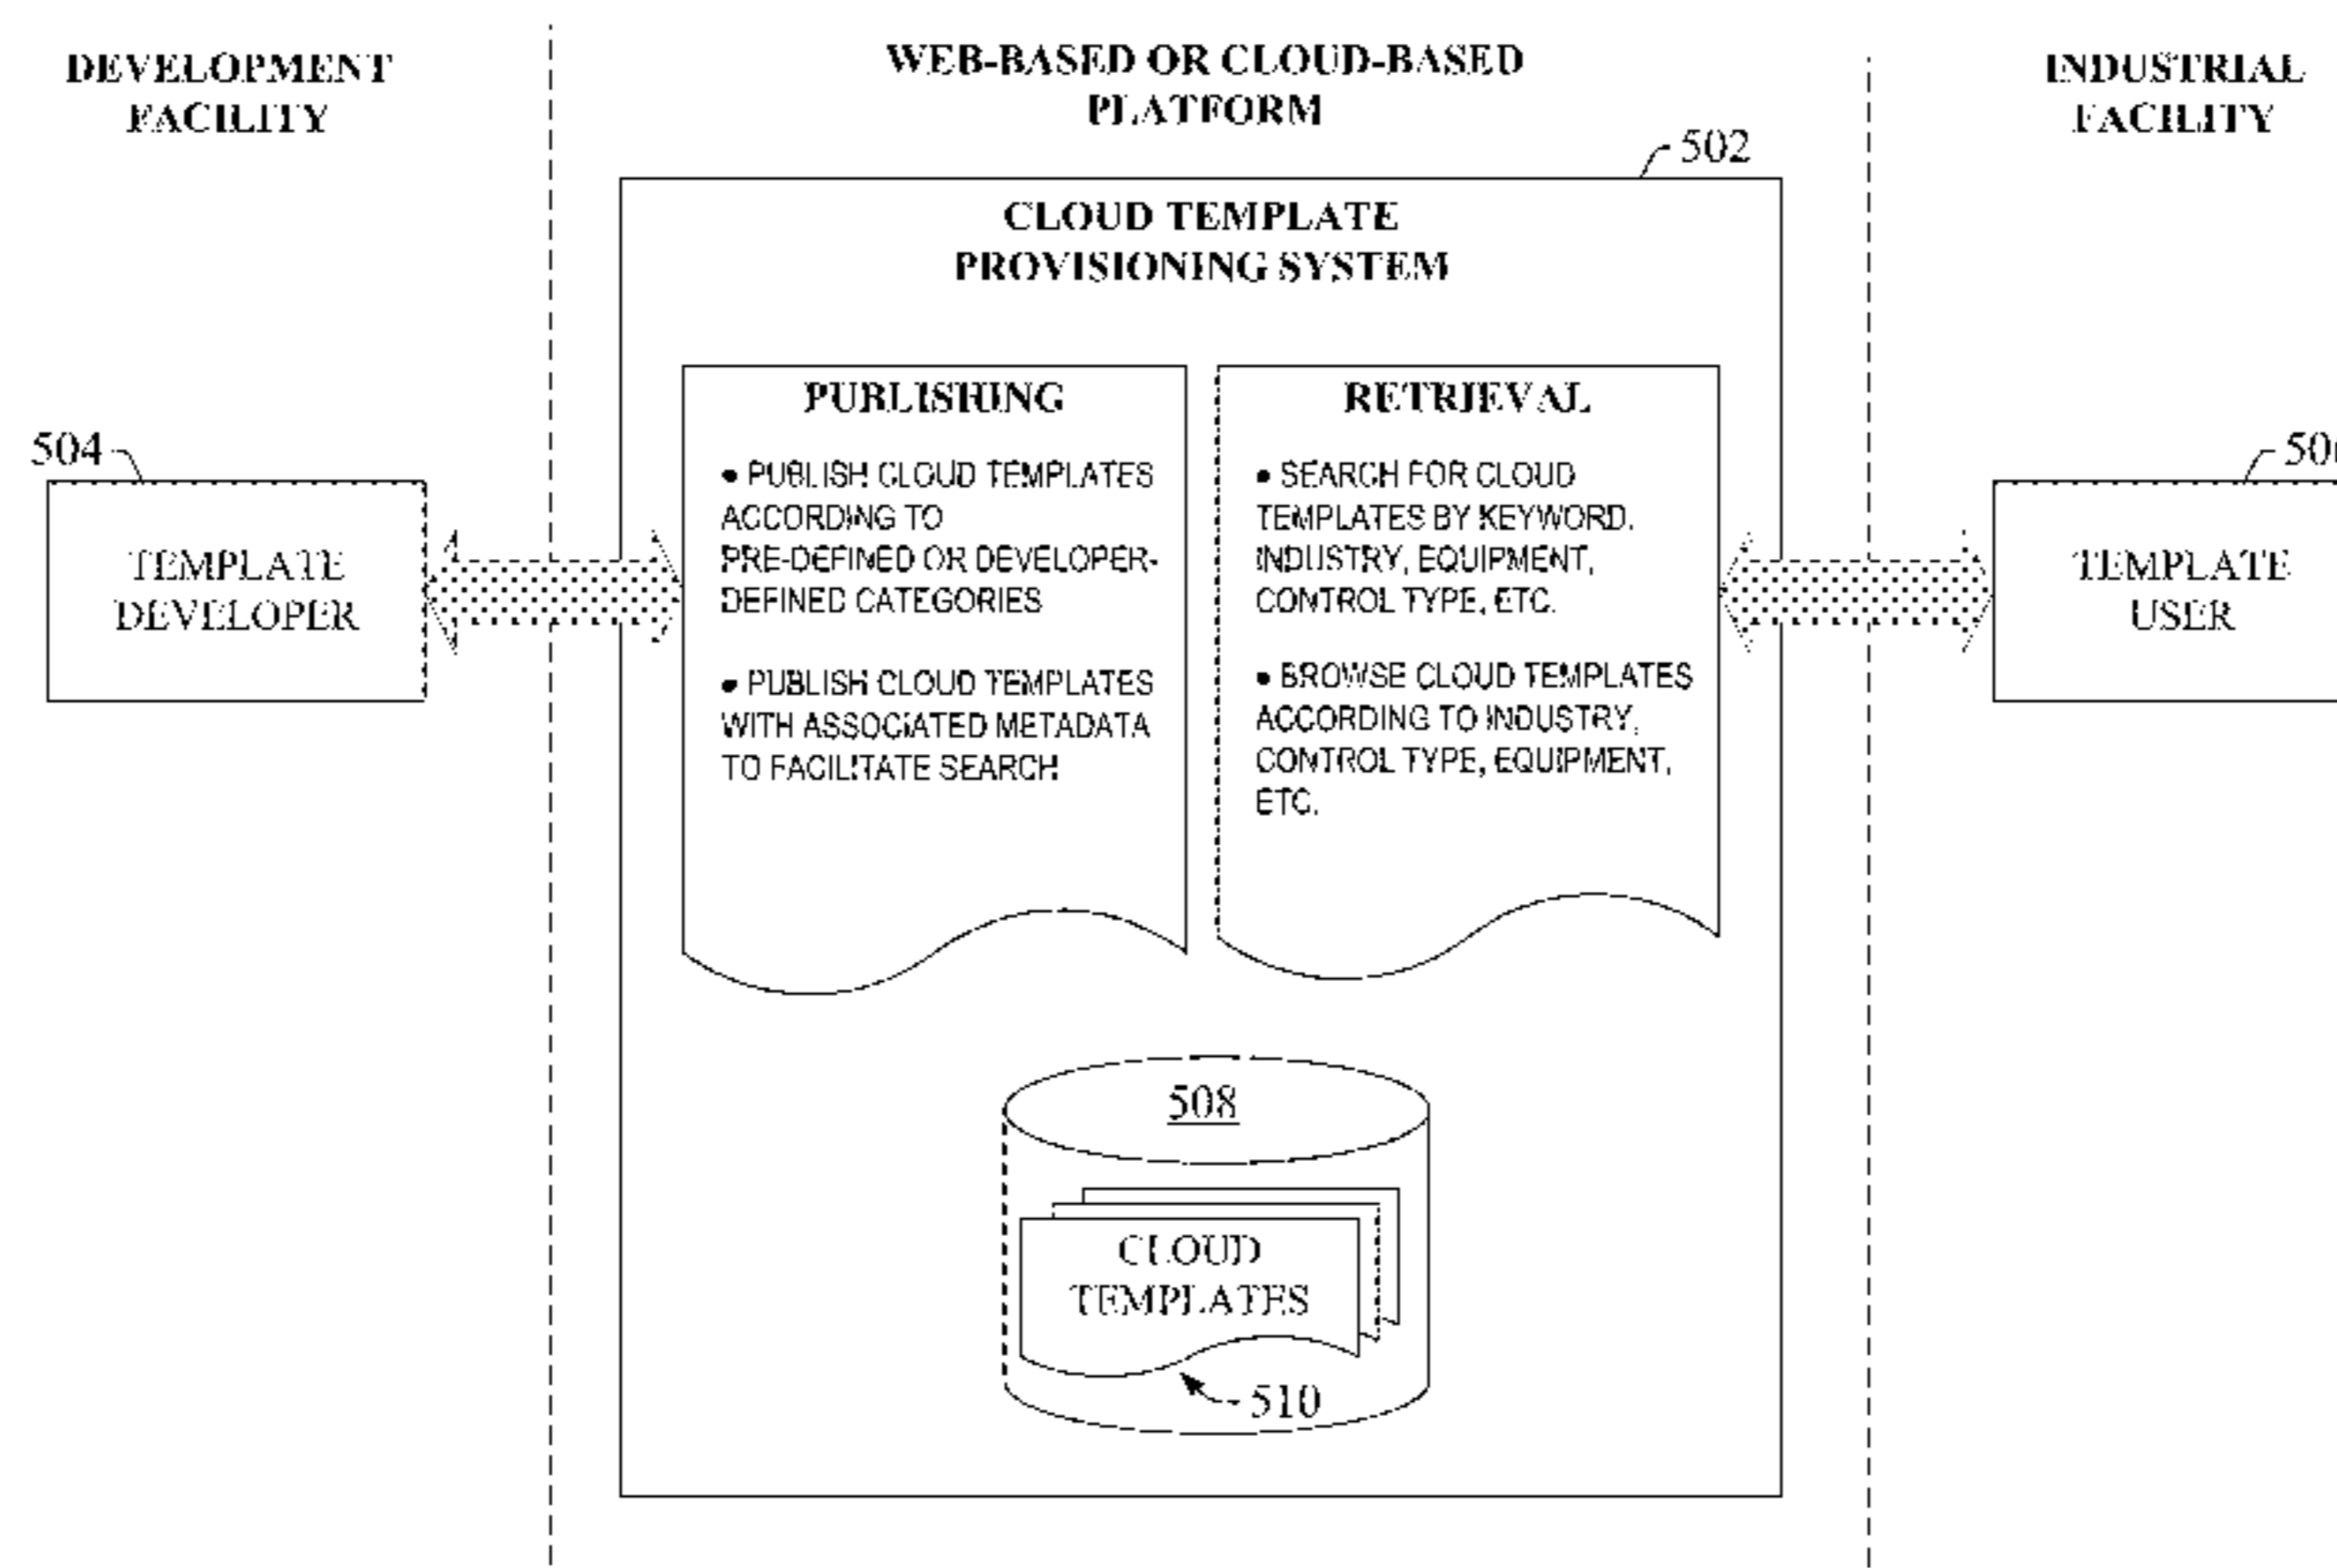 DEVELOPMENT
FACILITY
WEB-BASED OR CLOUD-BASED
PLATFORM
INDUSTRIAL
FACILITY
502
CLOUD TEMPLATE
PROVISIONING SYSTEM
504
TEMPLATE
DEVELOPER
PUBLISHING
• PUBLISH CLOUD TEMPLATES
ACCORDING TO
PRE-DEFINED OR DEVELOPER-
DEFINED CATEGORIES
• PUBLISH CLOUD TEMPLATES
WITH ASSOCIATED METADATA
TO FACILITATE SEARCH
RETRIEVAL
• SEARCH FOR CLOUD
TEMPLATES BY KEYWORD,
INDUSTRY, EQUIPMENT,
CONTROL TYPE, ETC.
• BROWSE CLOUD TEMPLATES
ACCORDING TO INDUSTRY,
CONTROL TYPE, EQUIPMENT,
ETC.
TEMPLATE
USER
508
CLOUD
TEMPLATES
510